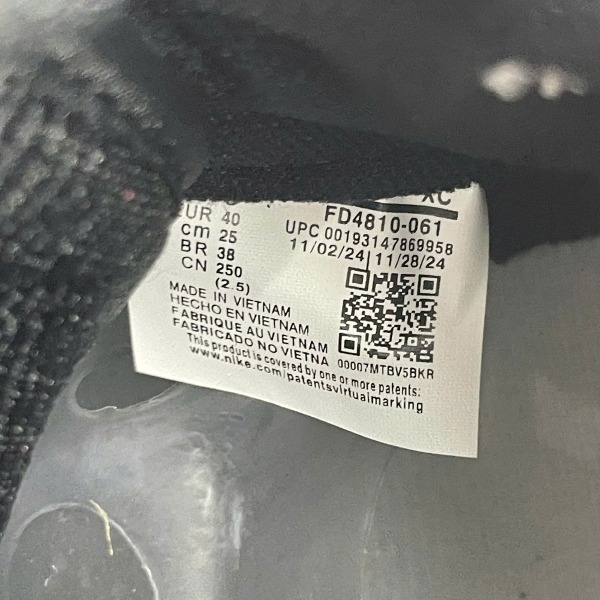 XC
EUR 40
cm 25
BR 38
CN 250
(2.5)
FD4810-061
UPC 00193147869958
11/02/24|11/28/24
MADE IN VIETNAM
HECHO EN VIETNAM
FABRIQUE AU VIETNAM
FABRICADO NO VIETNA
00007MTBV5BKR
This product is covered by one or more patents:
www.nike.com/patentsvirtualmarking